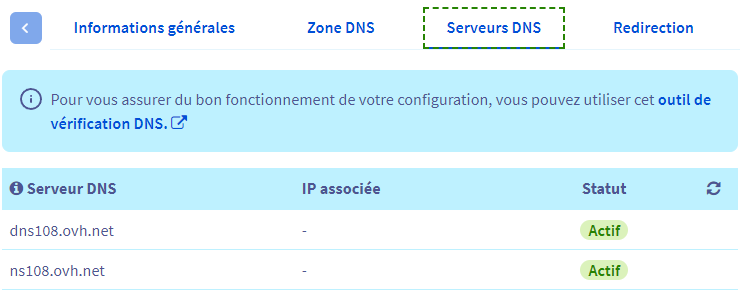 Informations générales Zone DNS Serveurs DNS Redirection
Pour vous assurer du bon fonctionnement de votre configuration, vous pouvez utiliser cet outil de
vérification DNS.
Serveur DNS IP associée Statut
dns108.ovh.net - Actif
ns108.ovh.net - Actif